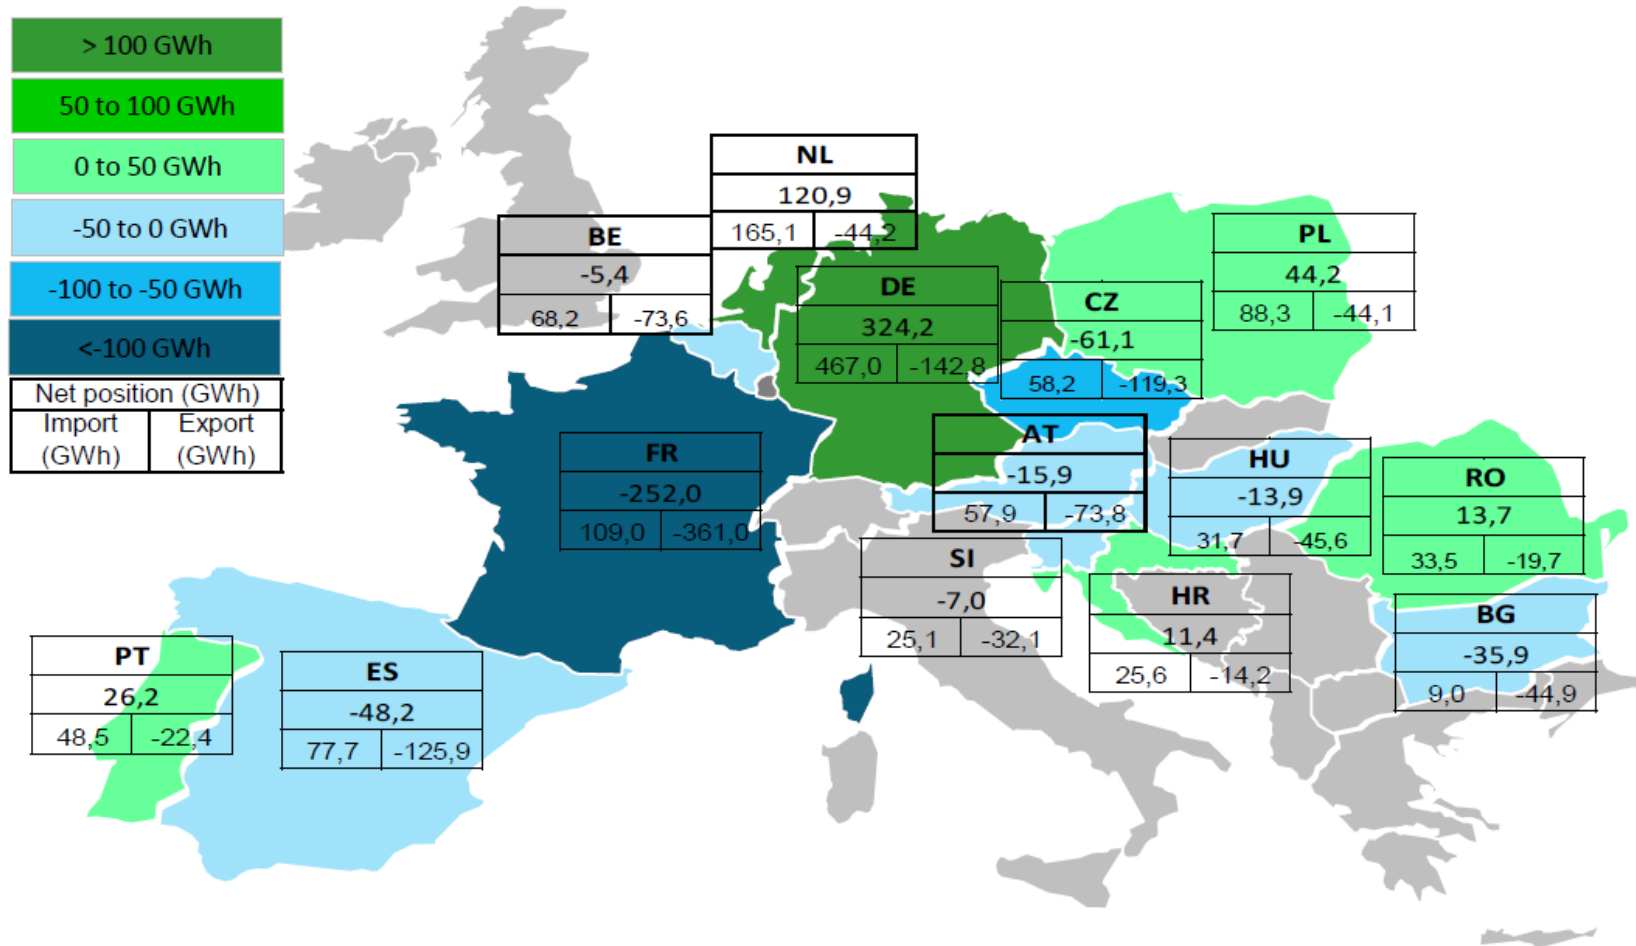 > 100 GWh
50 to 100 GWh
0 to 50 GWh
-50 to 0 GWh
-100 to -50 GWh
<-100 GWh
Net position (GWh)
Import (GWh)
Export (GWh)
NL
120,9
165,1 -44,2
BE
-5,4
68,2 -73,6
PL
44,2
88,3 -44,1
DE
324,2
467,0 -142,8
CZ
-61,1
58,2 -119,3
AT
-15,9
57,9 -73,8
FR
-252,0
109,0 -361,0
HU
-13,9
31,7 -45,6
RO
13,7
33,5 -19,7
SI
-7,0
25,1 -32,1
HR
11,4
25,6 -14,2
BG
-35,9
9,0 -44,9
PT
26,2
48,5 -22,4
ES
-48,2
77,7 -125,9